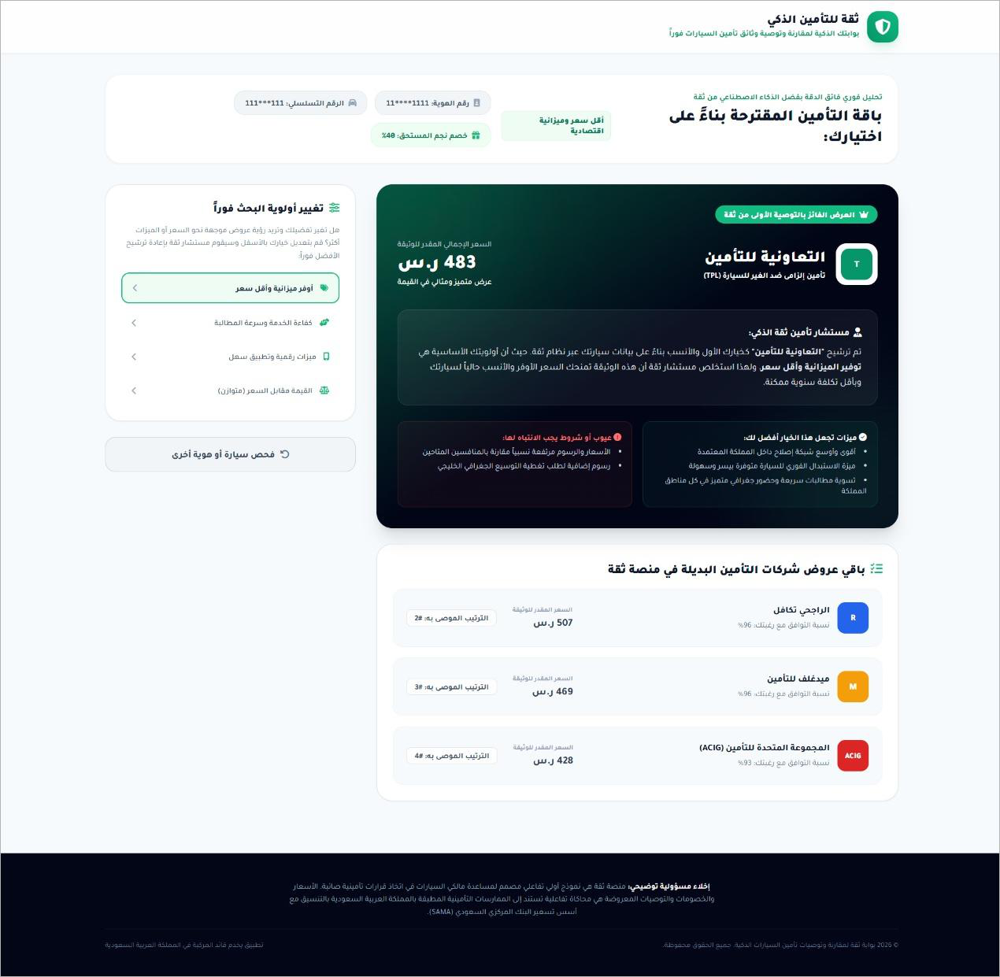 ثقة للتأمين الذكي
بوابتك الذكية لمقارنة وتوصية وثائق تأمين السيارات فوراً
تحليل فوري فائق الدقة بفضل الذكاء الاصطناعي من ثقة
باقة التأمين المقترحة بناءً على
اختيارك:
أقل سعر وميزانية
اقتصادية
رقم الهوية: 1111****11
الرقم التسلسلي: 111***111
خصم نجم المستحق: 40%
العرض الفائز بالتوصية الأولى من ثقة
T
التعاونية للتأمين
تأمين إلزامي ضد الغير للسيارة (TPL)
السعر الإجمالي المقدر للوثيقة
483 ر.س
عرض متميز ومثالي في القيمة
مستشار تأمين ثقة الذكي:
تم ترشيح "التعاونية للتأمين" كخيارك الأول والأنسب بناءً على بيانات سيارتك عبر نظام ثقة. حيث أن أولويتك الأساسية هي
توفير الميزانية وأقل سعر، ولهذا استخلص مستشار ثقة أن هذه الوثيقة تمنحك السعر الأوفر والأنسب حالياً لسيارتك
وبأقل تكلفة سنوية ممكنة.
ميزات تجعل هذا الخيار أفضل لك:
• أقوى وأوسع شبكة إصلاح داخل المملكة المعتمدة
• ميزة الاستبدال الفوري للسيارة متوفرة بيسر وسهولة
• تسوية مطالبات سريعة وحضور جغرافي متميز في كل مناطق
المملكة
عيوب أو شروط يجب الانتباه لها:
• الأسعار والرسوم مرتفعة نسبياً مقارنة بالمنافسين المتاحين
• رسوم إضافية لطلب تغطية التوسيع الجغرافي الخليجي
تغيير أولوية البحث فوراً
هل تغير تفضيلك وتريد رؤية عروض موجهة نحو السعر أو الميزات
أكثر؟ قم بتعديل خيارك بالأسفل وسيقوم مستشار ثقة بإعادة ترشيح
الأفضل فوراً:
أوفر ميزانية وأقل سعر
كفاءة الخدمة وسرعة المطالبة
ميزات رقمية وتطبيق سهل
القيمة مقابل السعر (متوازن)
فحص سيارة أو هوية أخرى
باقي عروض شركات التأمين البديلة في منصة ثقة
R
الراجحي تكافل
نسبة التوافق مع رغبتك: 96%
السعر المقدر للوثيقة
507 ر.س
الترتيب الموصى به: #2
M
ميدغلف للتأمين
نسبة التوافق مع رغبتك: 96%
السعر المقدر للوثيقة
469 ر.س
الترتيب الموصى به: #3
ACIG
المجموعة المتحدة للتأمين (ACIG)
نسبة التوافق مع رغبتك: 93%
السعر المقدر للوثيقة
428 ر.س
الترتيب الموصى به: #4
إخلاء مسؤولية توضيحي: منصة ثقة هي نموذج أولي تفاعلي مصمم لمساعدة مالكي السيارات في اتخاذ قرارات تأمينية صائبة. الأسعار
والخصومات والتوصيات المعروضة هي محاكاة تفاعلية تستند إلى الممارسات التأمينية المطبقة بالمملكة العربية السعودية بالتنسيق مع
أسس تسعير البنك المركزي السعودي (SAMA).
© 2026 بوابة ثقة لمقارنة وتوصيات تأمين السيارات الذكية. جميع الحقوق محفوظة.
تطبيق يخدم قائد المركبة في المملكة العربية السعودية